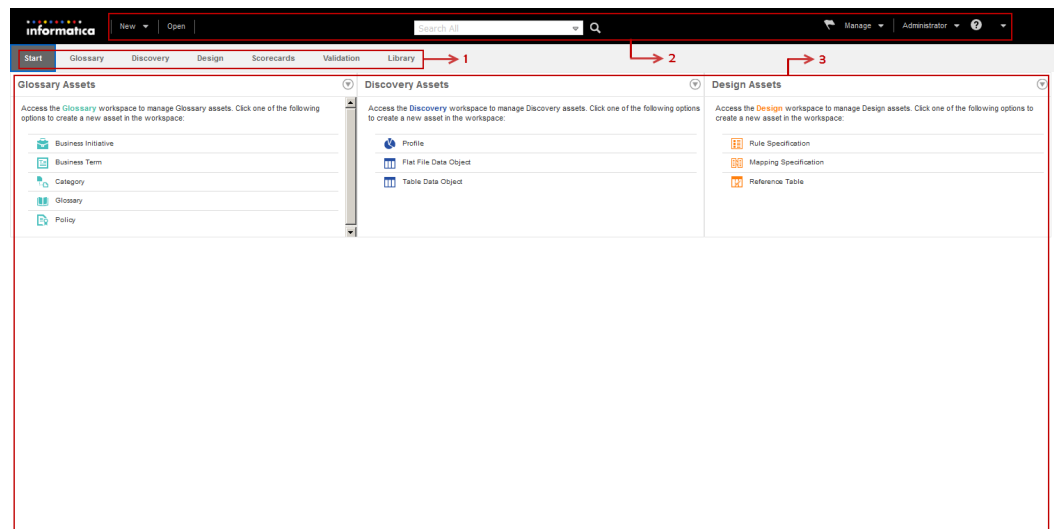 informatica
New
Open
Search All
Manage
Administrator
?
Start
Glossary
Discovery
Design
Scorecards
Validation
Library
1
2
3
Glossary Assets
Access the Glossary workspace to manage Glossary assets. Click one of the following
options to create a new asset in the workspace:
Business Initiative
Business Term
Category
Glossary
Policy
Discovery Assets
Access the Discovery workspace to manage Discovery assets. Click one of the following options
to create a new asset in the workspace:
Profile
Flat File Data Object
Table Data Object
Design Assets
Access the Design workspace to manage Design assets. Click one of the following options to
create a new asset in the workspace:
Rule Specification
Mapping Specification
Reference Table